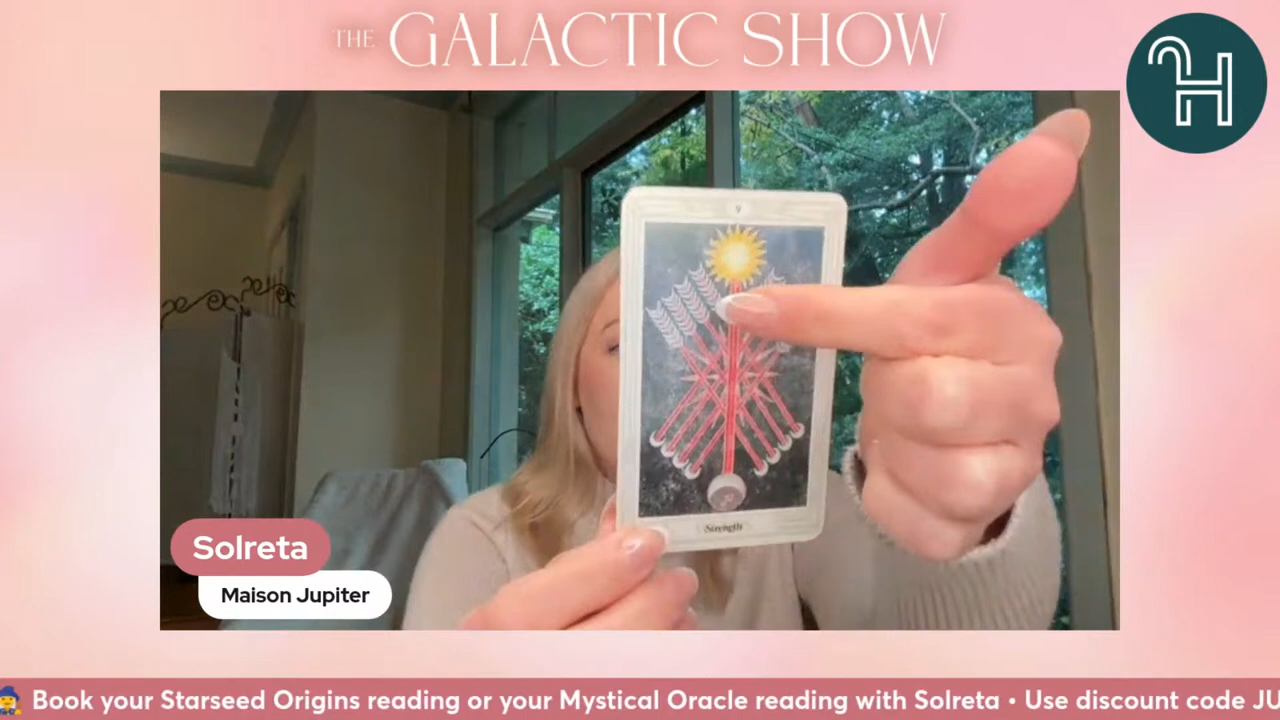 THE GALACTIC SHOW
H
9
Strength
Solreta
Maison Jupiter
Book your Starseed Origins reading or your Mystical Oracle reading with Solreta • Use discount code JU